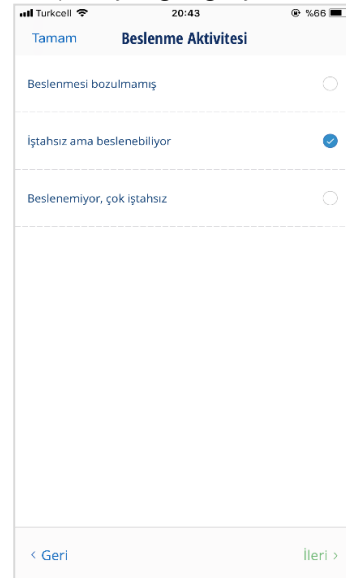 Turkcell 20:43 %66
Tamam Beslenme Aktivitesi
Beslenmesi bozulmamış
İştahsız ama beslenebiliyor
Beslenemiyor, çok iştahsız
< Geri İleri >